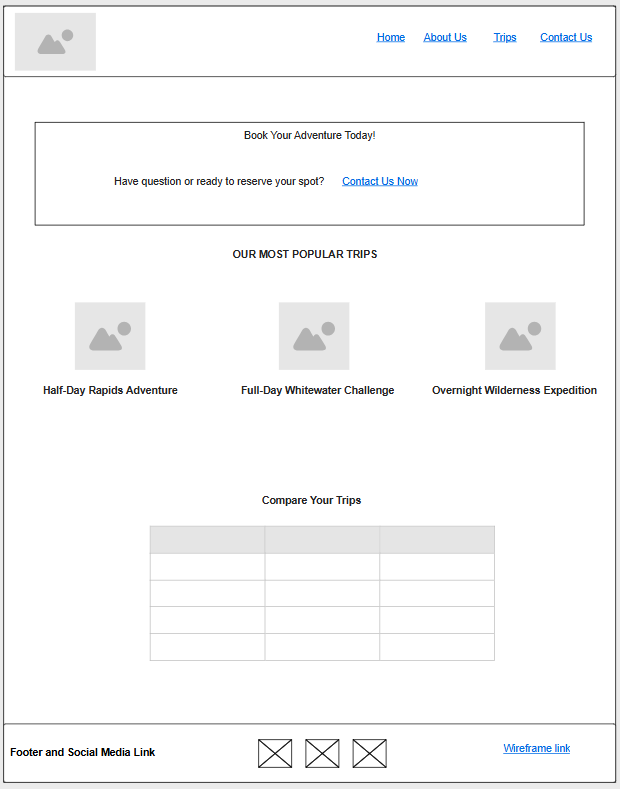 Home About Us Trips Contact Us
Book Your Adventure Today!
Have question or ready to reserve your spot? Contact Us Now
OUR MOST POPULAR TRIPS
Half-Day Rapids Adventure
Full-Day Whitewater Challenge
Overnight Wilderness Expedition
Compare Your Trips
Footer and Social Media Link
Wireframe link